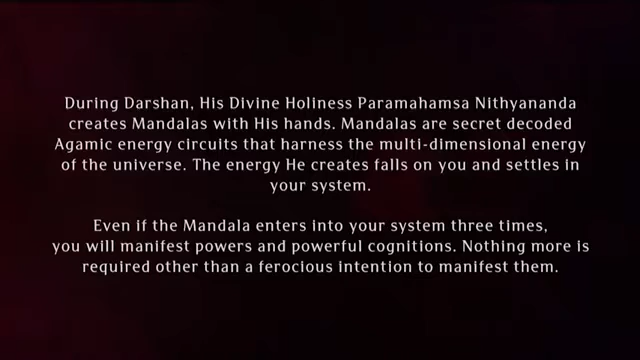 During Darshan, His Divine Holiness Paramahamsa Nithyananda
creates Mandalas with His hands. Mandalas are secret decoded
Agamic energy circuits that harness the multi-dimensional energy
of the universe. The energy He creates falls on you and settles in
your system.
Even if the Mandala enters into your system three times,
you will manifest powers and powerful cognitions. Nothing more is
required other than a ferocious intention to manifest them.